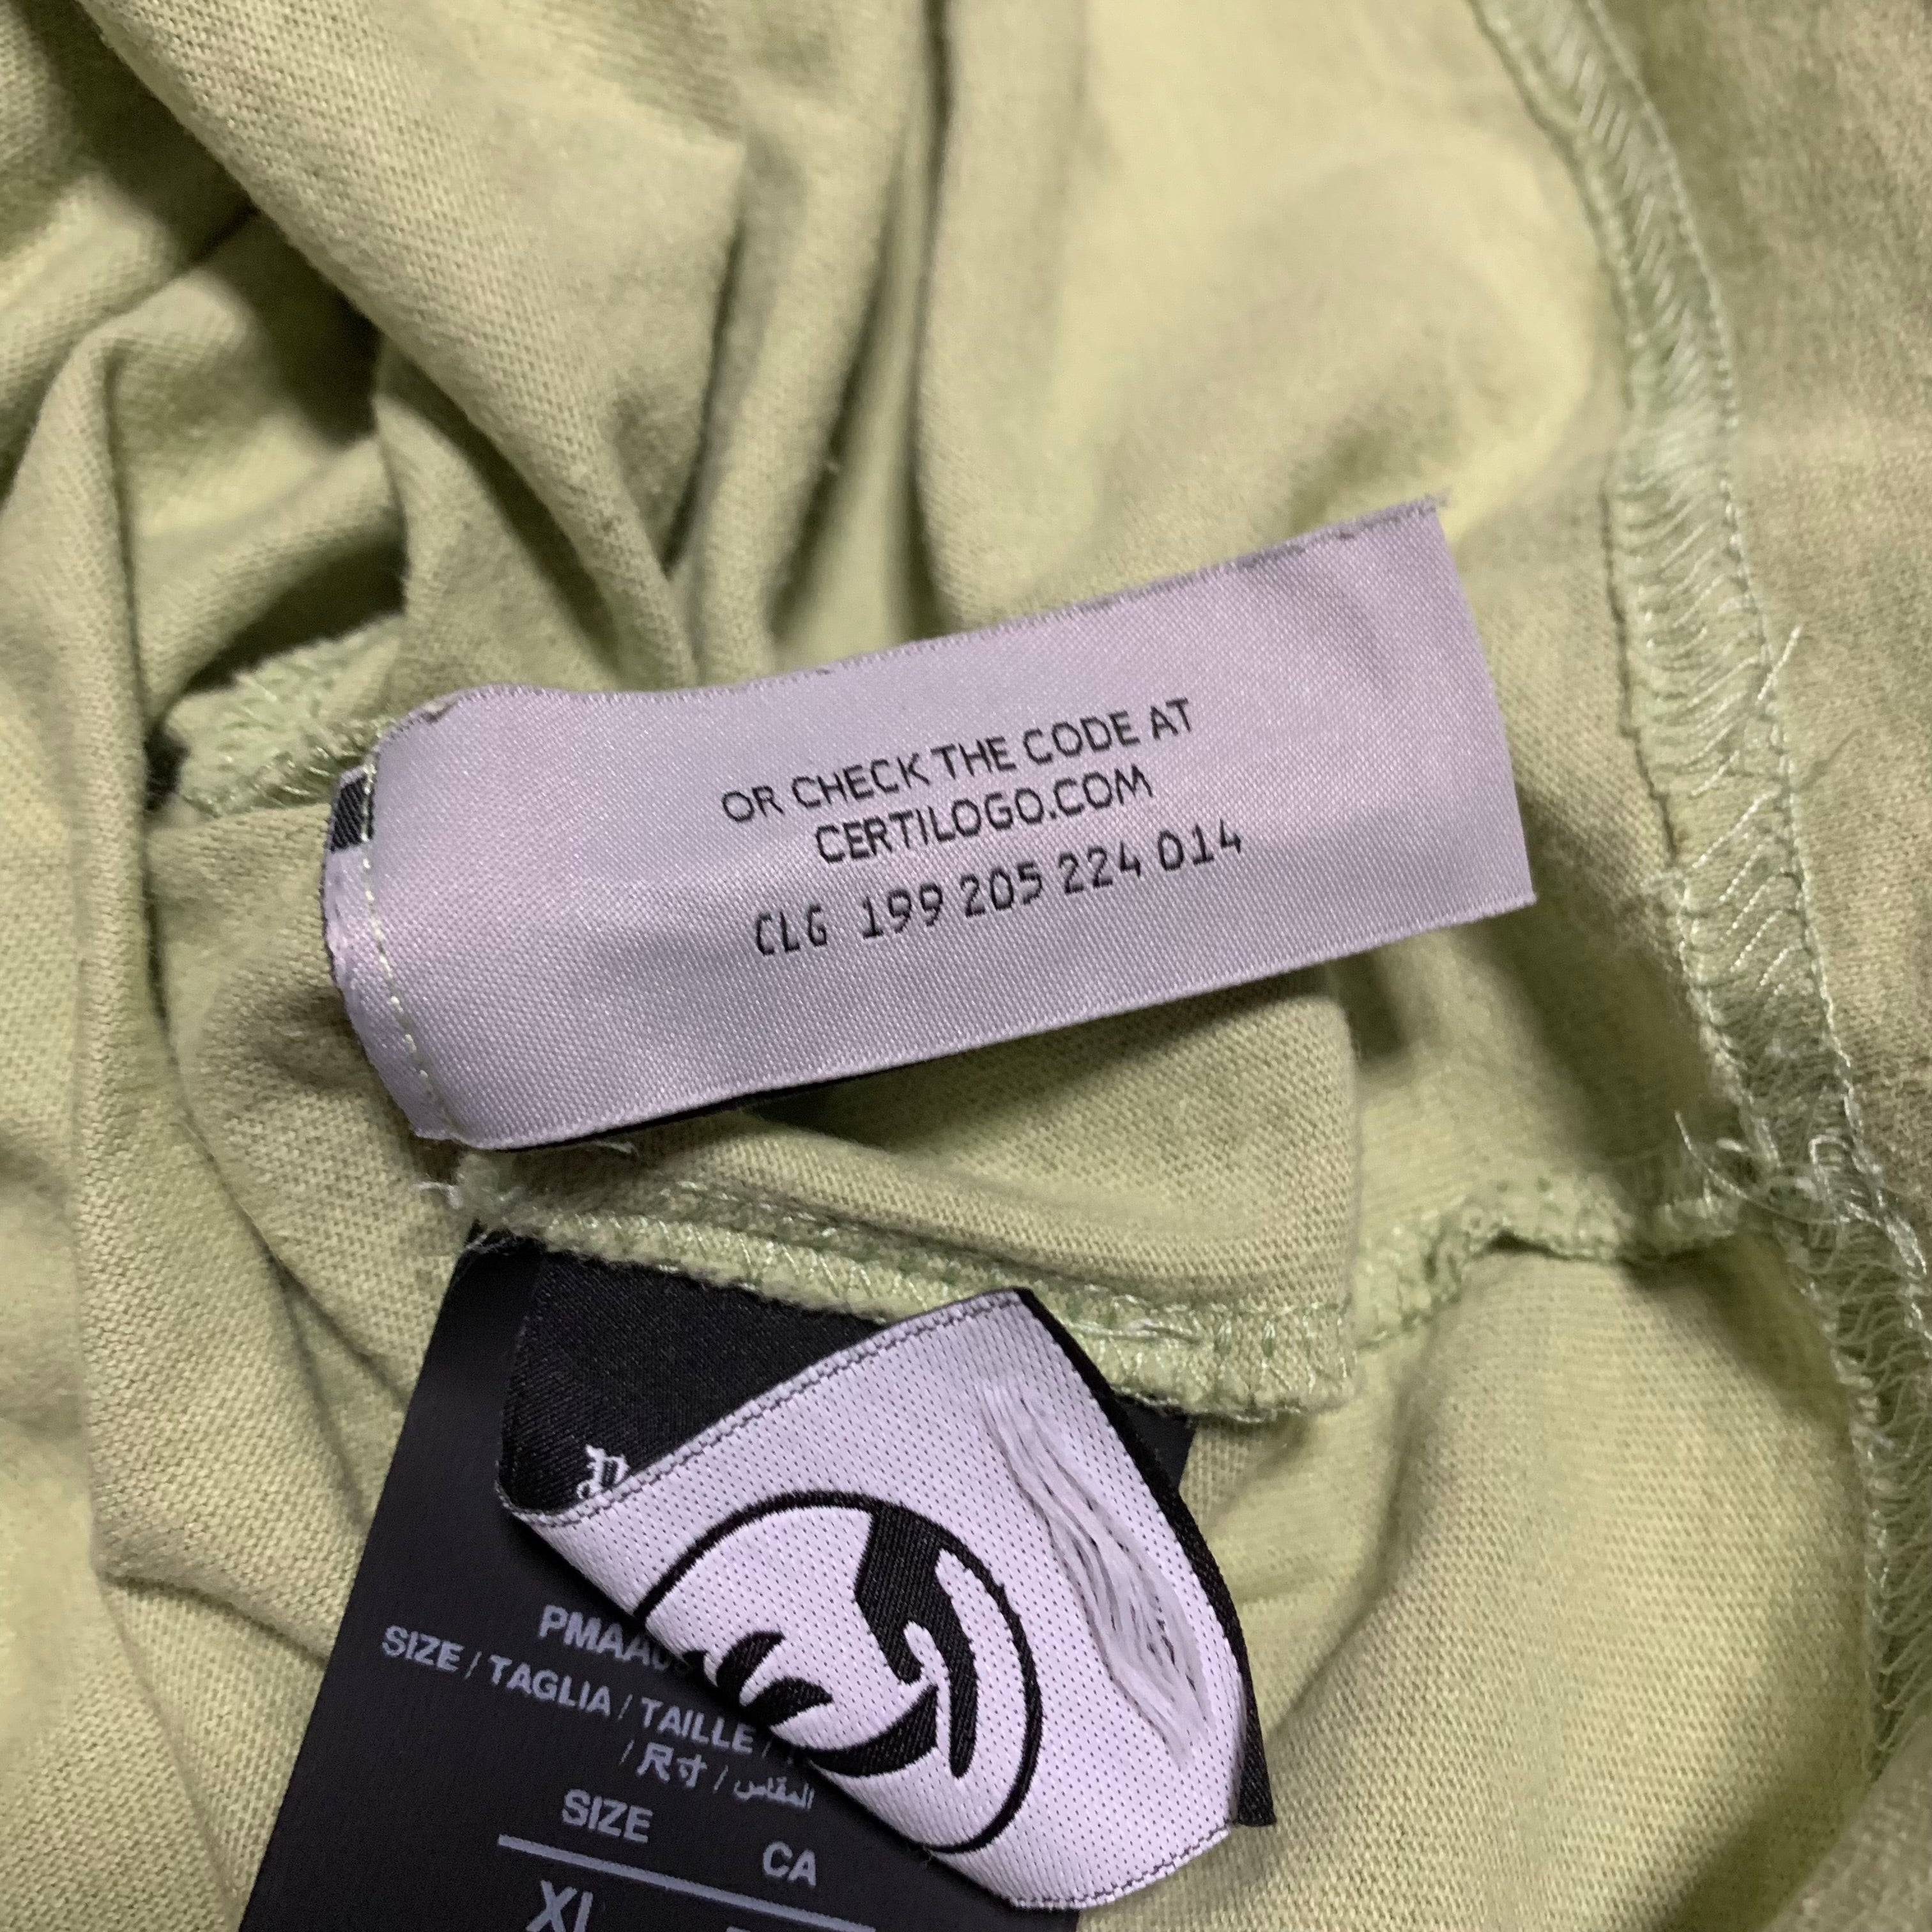 OR CHECK THE CODE AT
CERTILOGO.COM
CLG 199 205 224 014
SIZE / TAGLIA / TAILLE /
/ 尺寸 / المقاس
SIZE
CA
XL